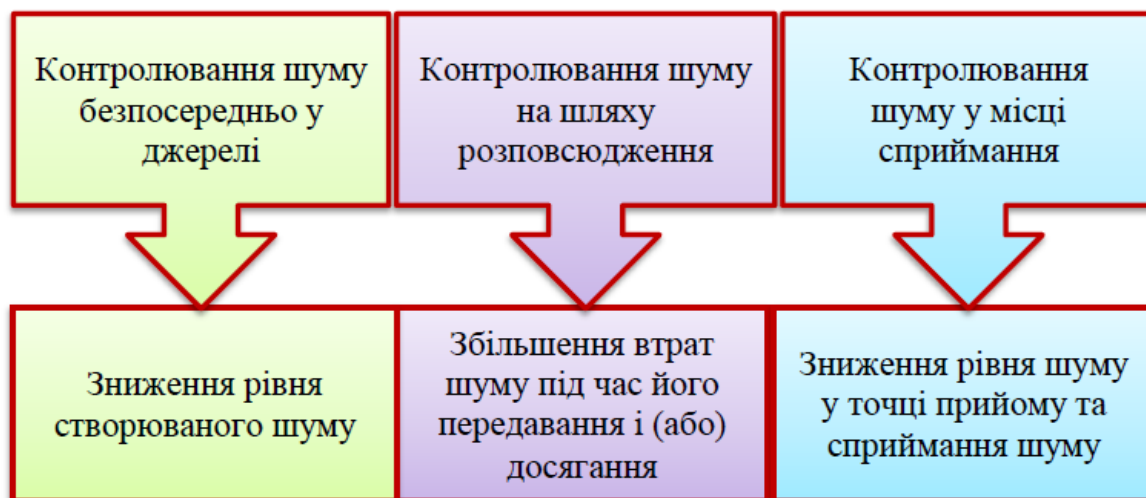 Контролювання шуму
безпосередньо у
джерелі
Контролювання шуму
на шляху
розповсюдження
Контролювання
шуму у місці
сприймання
Зниження рівня
створюваного шуму
Збільшення втрат
шуму під час його
передавання і (або)
досягання
Зниження рівня шуму
у точці прийому та
сприймання шуму